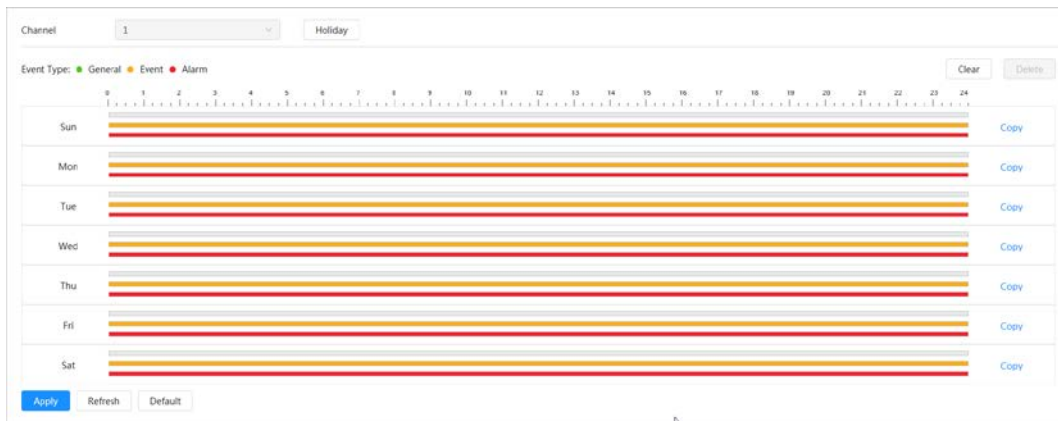 Channel 1 Holiday
Event Type: General Event Alarm Clear Delete
0 1 2 3 4 5 6 7 8 9 10 11 12 13 14 15 16 17 18 19 20 21 22 23 24
Sun Copy
Mon Copy
Tue Copy
Wed Copy
Thu Copy
Fri Copy
Sat Copy
Apply Refresh Default